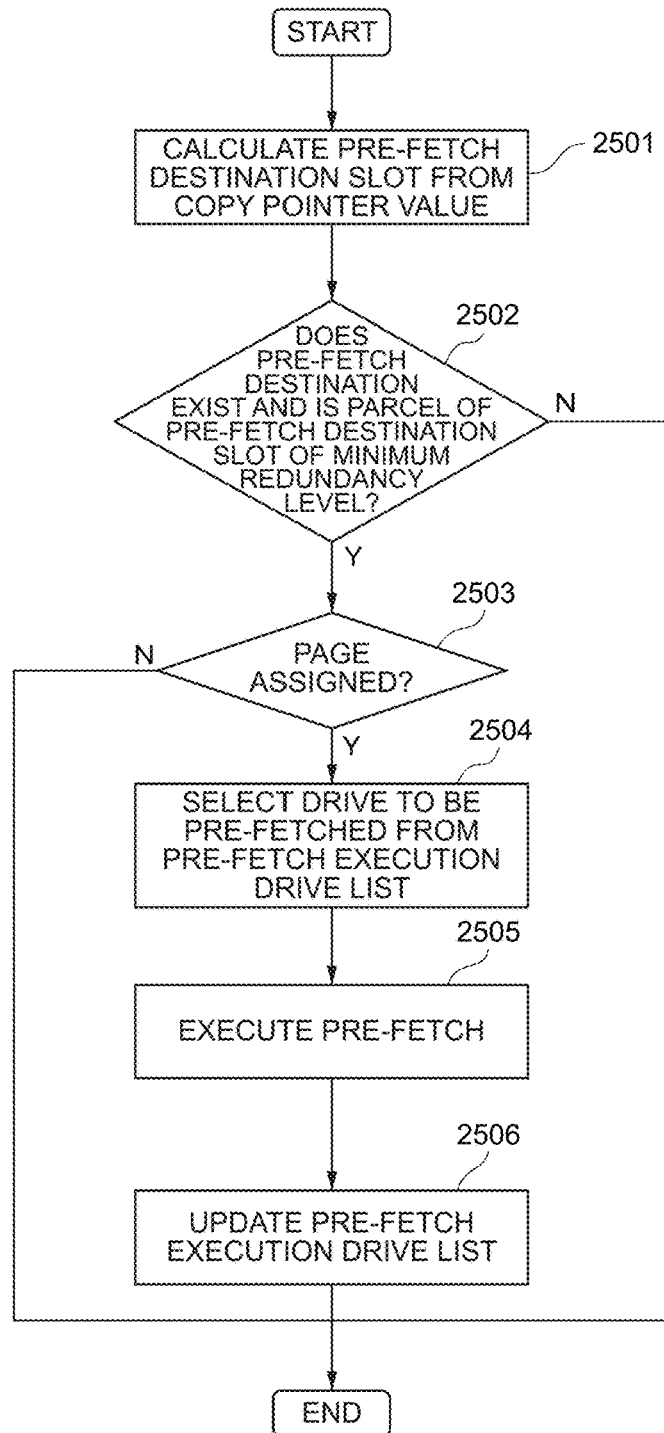 START
CALCULATE PRE-FETCH
DESTINATION SLOT FROM
COPY POINTER VALUE
2501
DOES
PRE-FETCH
DESTINATION
EXIST AND IS PARCEL OF
PRE-FETCH DESTINATION
SLOT OF MINIMUM
REDUNDANCY
LEVEL?
2502
N
Y
PAGE
ASSIGNED?
2503
N
Y
SELECT DRIVE TO BE
PRE-FETCHED FROM
PRE-FETCH EXECUTION
DRIVE LIST
2504
EXECUTE PRE-FETCH
2505
UPDATE PRE-FETCH
EXECUTION DRIVE LIST
2506
END